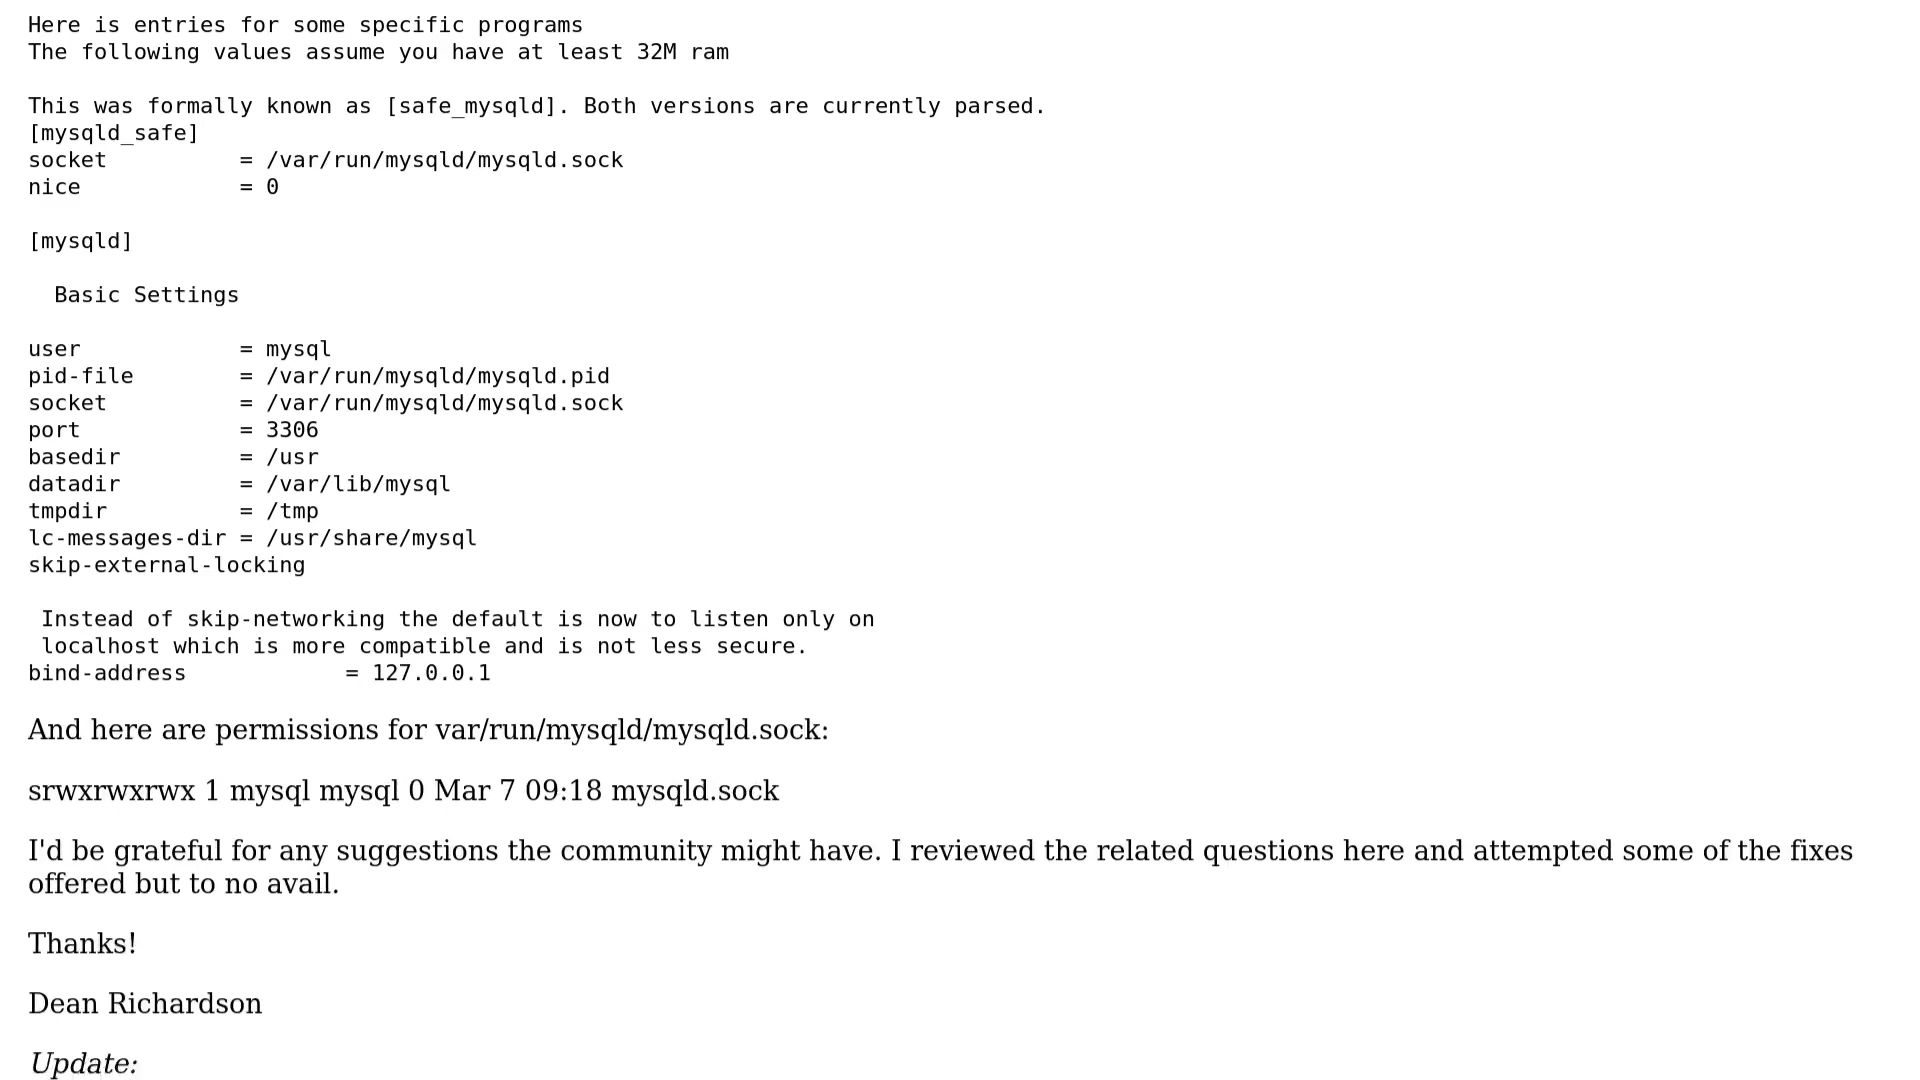 Here is entries for some specific programs
The following values assume you have at least 32M ram
This was formally known as [safe_mysqld]. Both versions are currently parsed.
[mysqld_safe]
socket          = /var/run/mysqld/mysqld.sock
nice            = 0
[mysqld]
Basic Settings
user            = mysql
pid-file        = /var/run/mysqld/mysqld.pid
socket          = /var/run/mysqld/mysqld.sock
port            = 3306
basedir         = /usr
datadir         = /var/lib/mysql
tmpdir          = /tmp
lc-messages-dir = /usr/share/mysql
skip-external-locking
Instead of skip-networking the default is now to listen only on
localhost which is more compatible and is not less secure.
bind-address            = 127.0.0.1
And here are permissions for var/run/mysqld/mysqld.sock:
srwxrwxrwx 1 mysql mysql 0 Mar 7 09:18 mysqld.sock
I'd be grateful for any suggestions the community might have. I reviewed the related questions here and attempted some of the fixes
offered but to no avail.
Thanks!
Dean Richardson
Update: